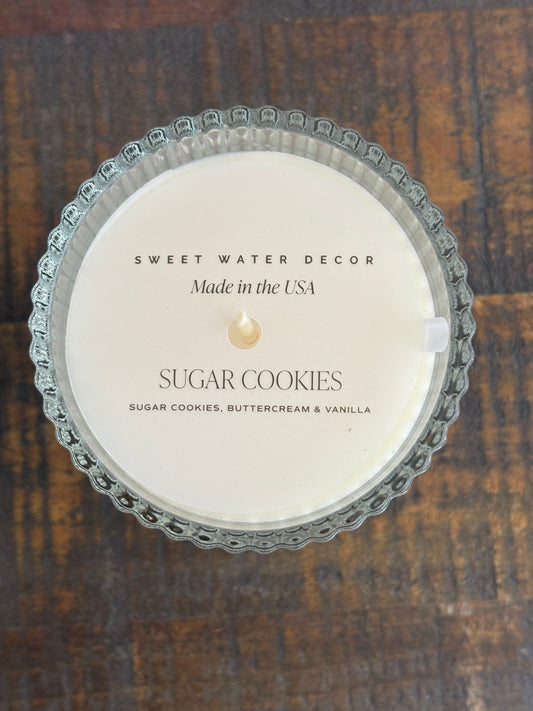 SWEET WATER DECOR
Made in the USA
SUGAR COOKIES
SUGAR COOKIES, BUTTERCREAM & VANILLA